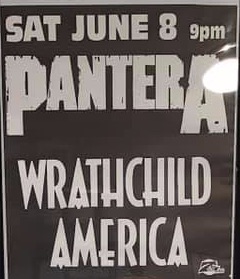 SAT JUNE 8 9pm
PANTERA
WRATHCHILD
AMERICA